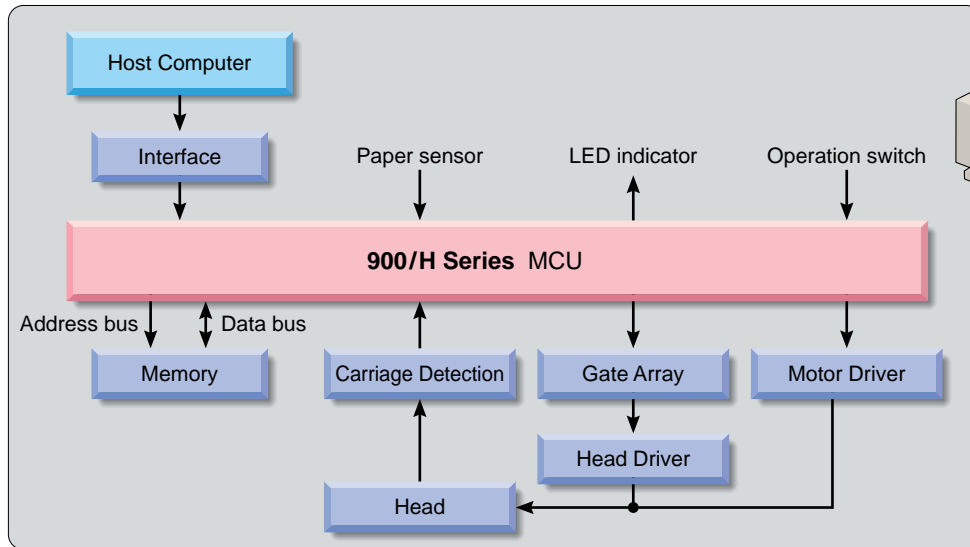 Host Computer
Interface
Paper sensor
LED indicator
Operation switch
900/H Series MCU
Address bus
Data bus
Memory
Carriage Detection
Gate Array
Motor Driver
Head Driver
Head